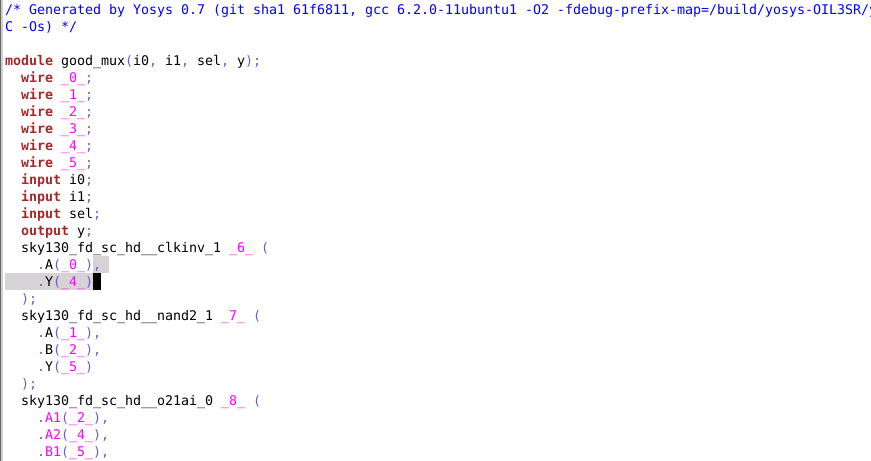 /* Generated by Yosys 0.7 (git sha1 61f6811, gcc 6.2.0-11ubuntu1 -O2 -fdebug-prefix-map=/build/yosys-OIL3SR/y
C -Os) */
module good_mux(i0, i1, sel, y);
  wire _0_;
  wire _1_;
  wire _2_;
  wire _3_;
  wire _4_;
  wire _5_;
  input i0;
  input i1;
  input sel;
  output y;
  sky130_fd_sc_hd__clkinv_1 _6_ (
    .A(_0_),
    .Y(_4_)
  );
  sky130_fd_sc_hd__nand2_1 _7_ (
    .A(_1_),
    .B(_2_),
    .Y(_5_)
  );
  sky130_fd_sc_hd__o21ai_0 _8_ (
    .A1(_2_),
    .A2(_4_),
    .B1(_5_),